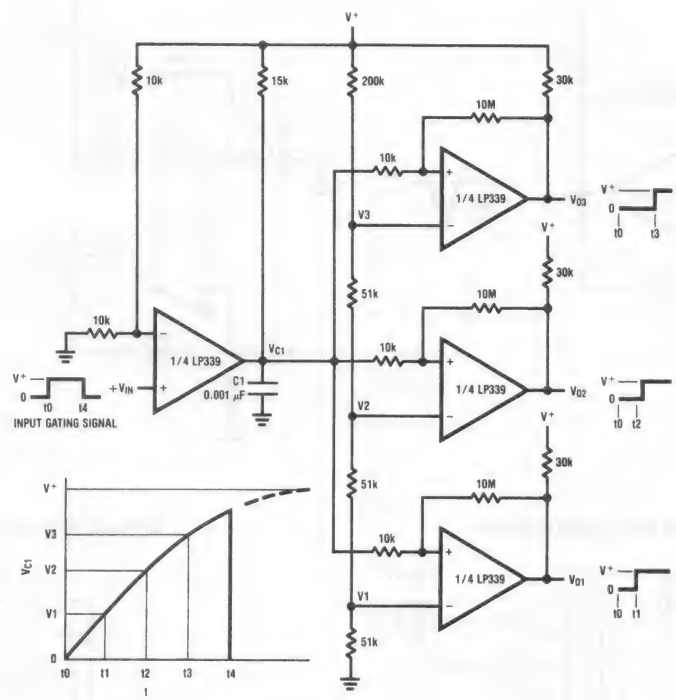 V+
10k
15k
200k
30k
10M
10k
+
1/4 LP339
−
VO3
V+
0
t0
t3
V3
V+
51k
30k
10M
10k
10k
−
1/4 LP339
+
VC1
+
1/4 LP339
−
VO2
V+
0
t0
t2
V+
0
t0
t4
+VIN
INPUT GATING SIGNAL
C1
0.001 μF
V2
V+
51k
30k
10M
10k
+
1/4 LP339
−
VO1
V+
0
t0
t1
V1
51k
V+
V3
V2
V1
0
VC1
t0
t1
t2
t3
t4
t